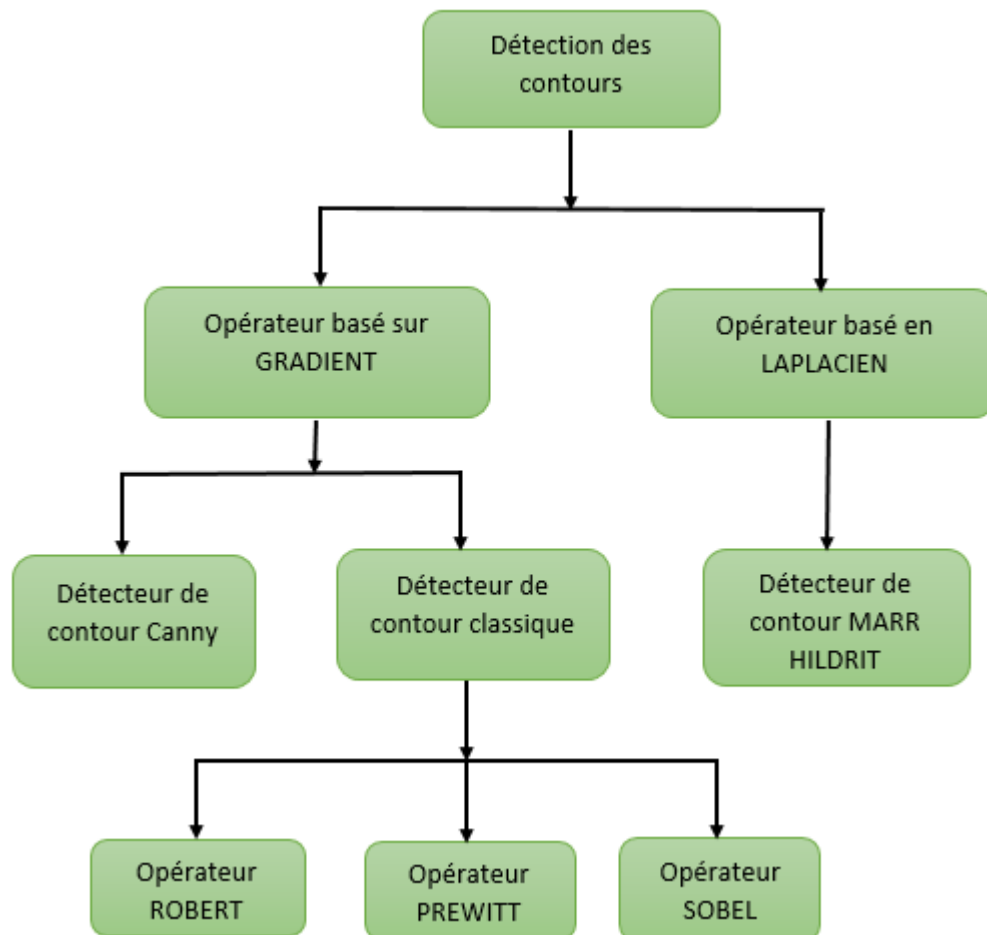 Détection des
contours
Opérateur basé sur
GRADIENT
Opérateur basé en
LAPLACIEN
Détecteur de
contour Canny
Détecteur de
contour classique
Détecteur de
contour MARR
HILDRIT
Opérateur
ROBERT
Opérateur
PREWITT
Opérateur
SOBEL